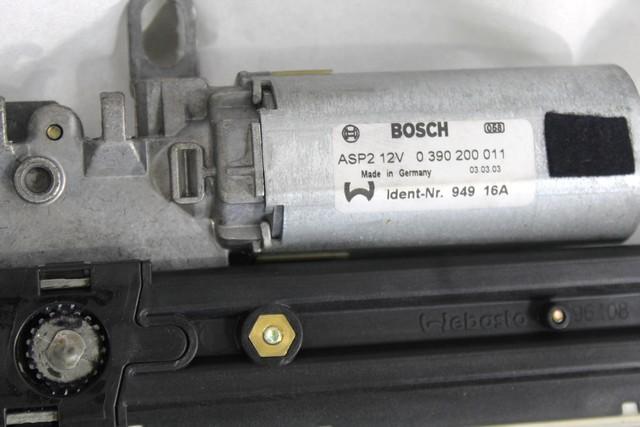 BOSCH 058
ASP2 12V 0 390 200 011
Made in Germany 03.03.03
Ident-Nr. 949 16A
Webasto 96108